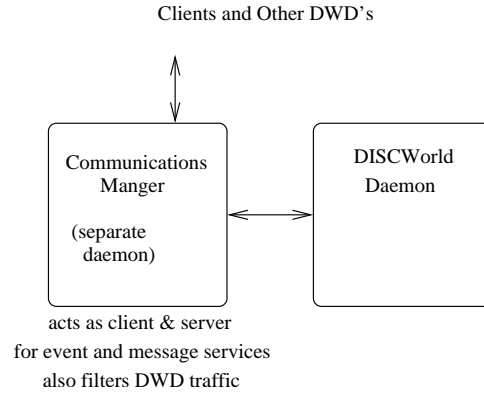 Clients and Other DWD's
Communications
Manger
(separate
daemon)
DISCWorld
Daemon
acts as client & server
for event and message services
also filters DWD traffic